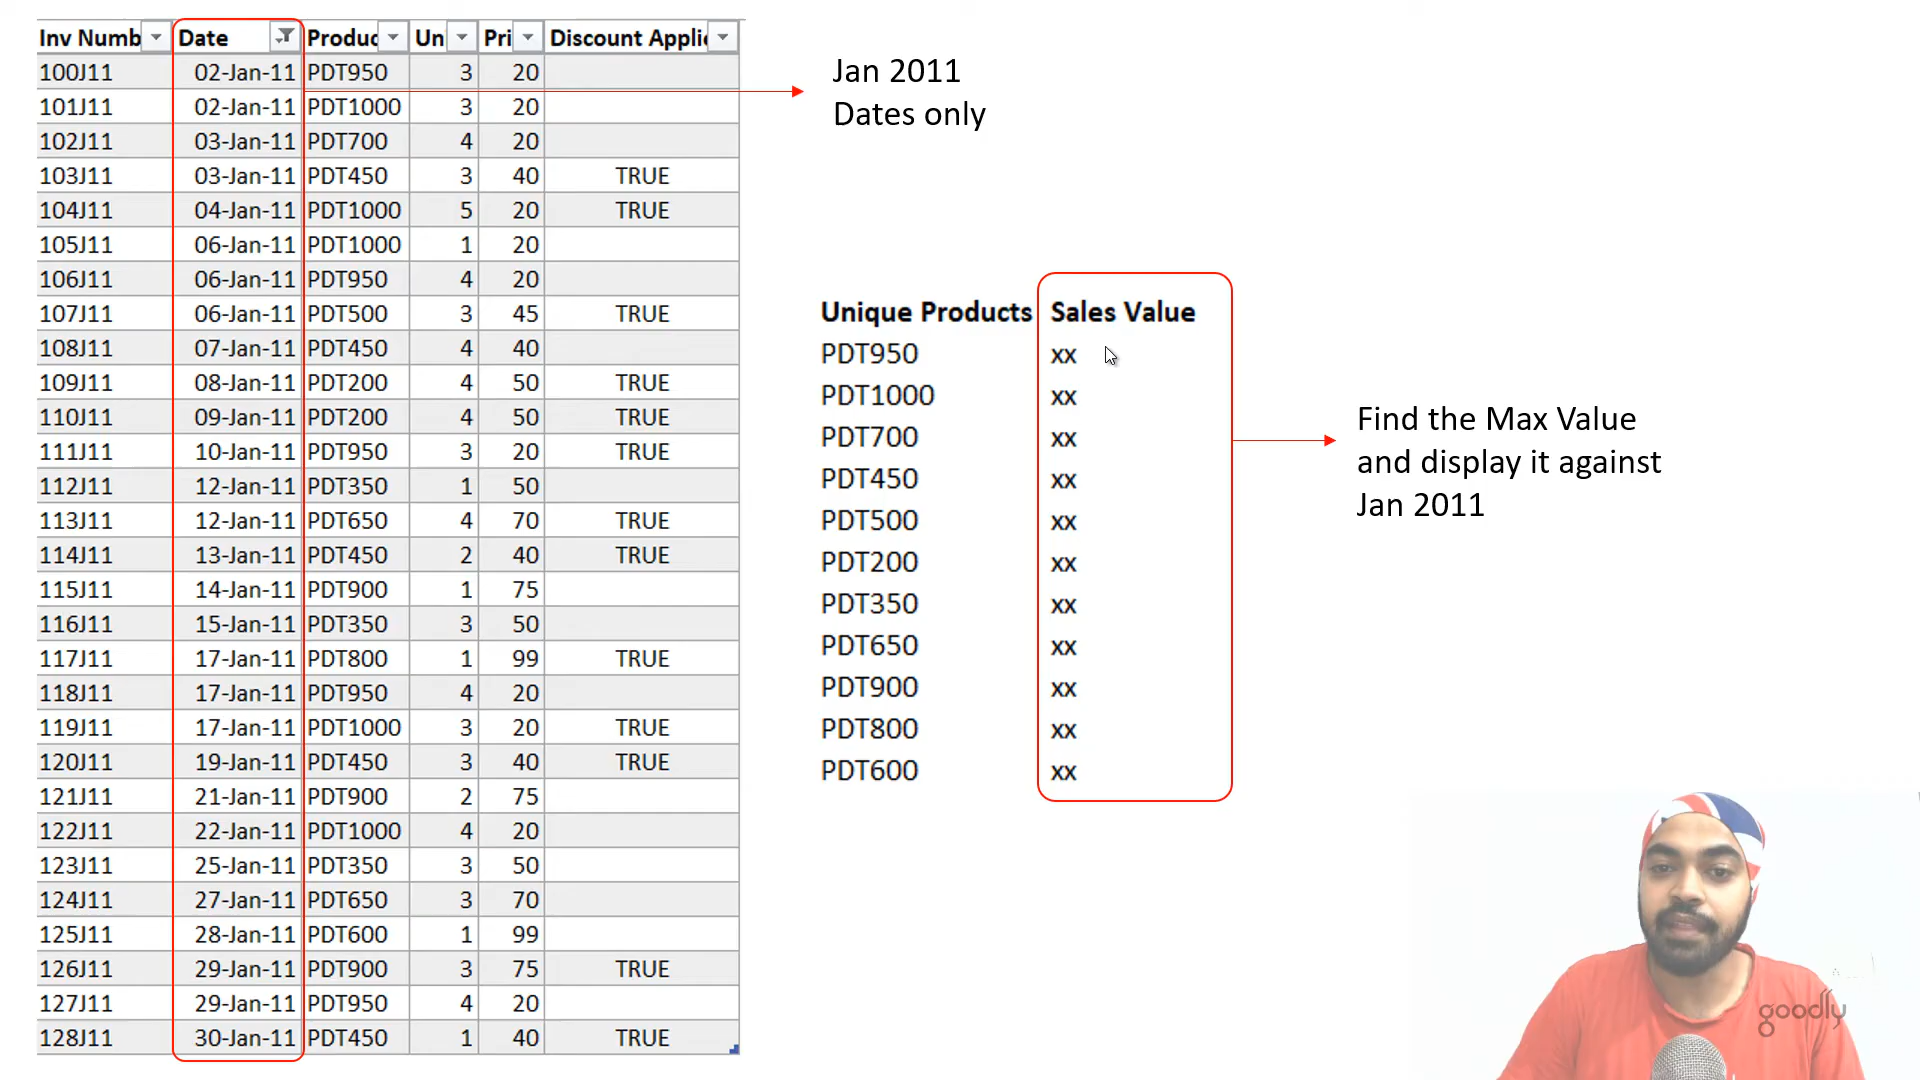 Inv Numb Date Produc Un Pri Discount Applie
100J11 02-Jan-11 PDT950 3 20
101J11 02-Jan-11 PDT1000 3 20
102J11 03-Jan-11 PDT700 4 20
103J11 03-Jan-11 PDT450 3 40 TRUE
104J11 04-Jan-11 PDT1000 5 20 TRUE
105J11 06-Jan-11 PDT1000 1 20
106J11 06-Jan-11 PDT950 4 20
107J11 06-Jan-11 PDT500 3 45 TRUE
108J11 07-Jan-11 PDT450 4 40
109J11 08-Jan-11 PDT200 4 50 TRUE
110J11 09-Jan-11 PDT200 4 50 TRUE
111J11 10-Jan-11 PDT950 3 20 TRUE
112J11 12-Jan-11 PDT350 1 50
113J11 12-Jan-11 PDT650 4 70 TRUE
114J11 13-Jan-11 PDT450 2 40 TRUE
115J11 14-Jan-11 PDT900 1 75
116J11 15-Jan-11 PDT350 3 50
117J11 17-Jan-11 PDT800 1 99 TRUE
118J11 17-Jan-11 PDT950 4 20
119J11 17-Jan-11 PDT1000 3 20 TRUE
120J11 19-Jan-11 PDT450 3 40 TRUE
121J11 21-Jan-11 PDT900 2 75
122J11 22-Jan-11 PDT1000 4 20
123J11 25-Jan-11 PDT350 3 50
124J11 27-Jan-11 PDT650 3 70
125J11 28-Jan-11 PDT600 1 99
126J11 29-Jan-11 PDT900 3 75 TRUE
127J11 29-Jan-11 PDT950 4 20
128J11 30-Jan-11 PDT450 1 40 TRUE
Jan 2011
Dates only
Unique Products Sales Value
PDT950 xx
PDT1000 xx
PDT700 xx
PDT450 xx
PDT500 xx
PDT200 xx
PDT350 xx
PDT650 xx
PDT900 xx
PDT800 xx
PDT600 xx
Find the Max Value
and display it against
Jan 2011
goodly